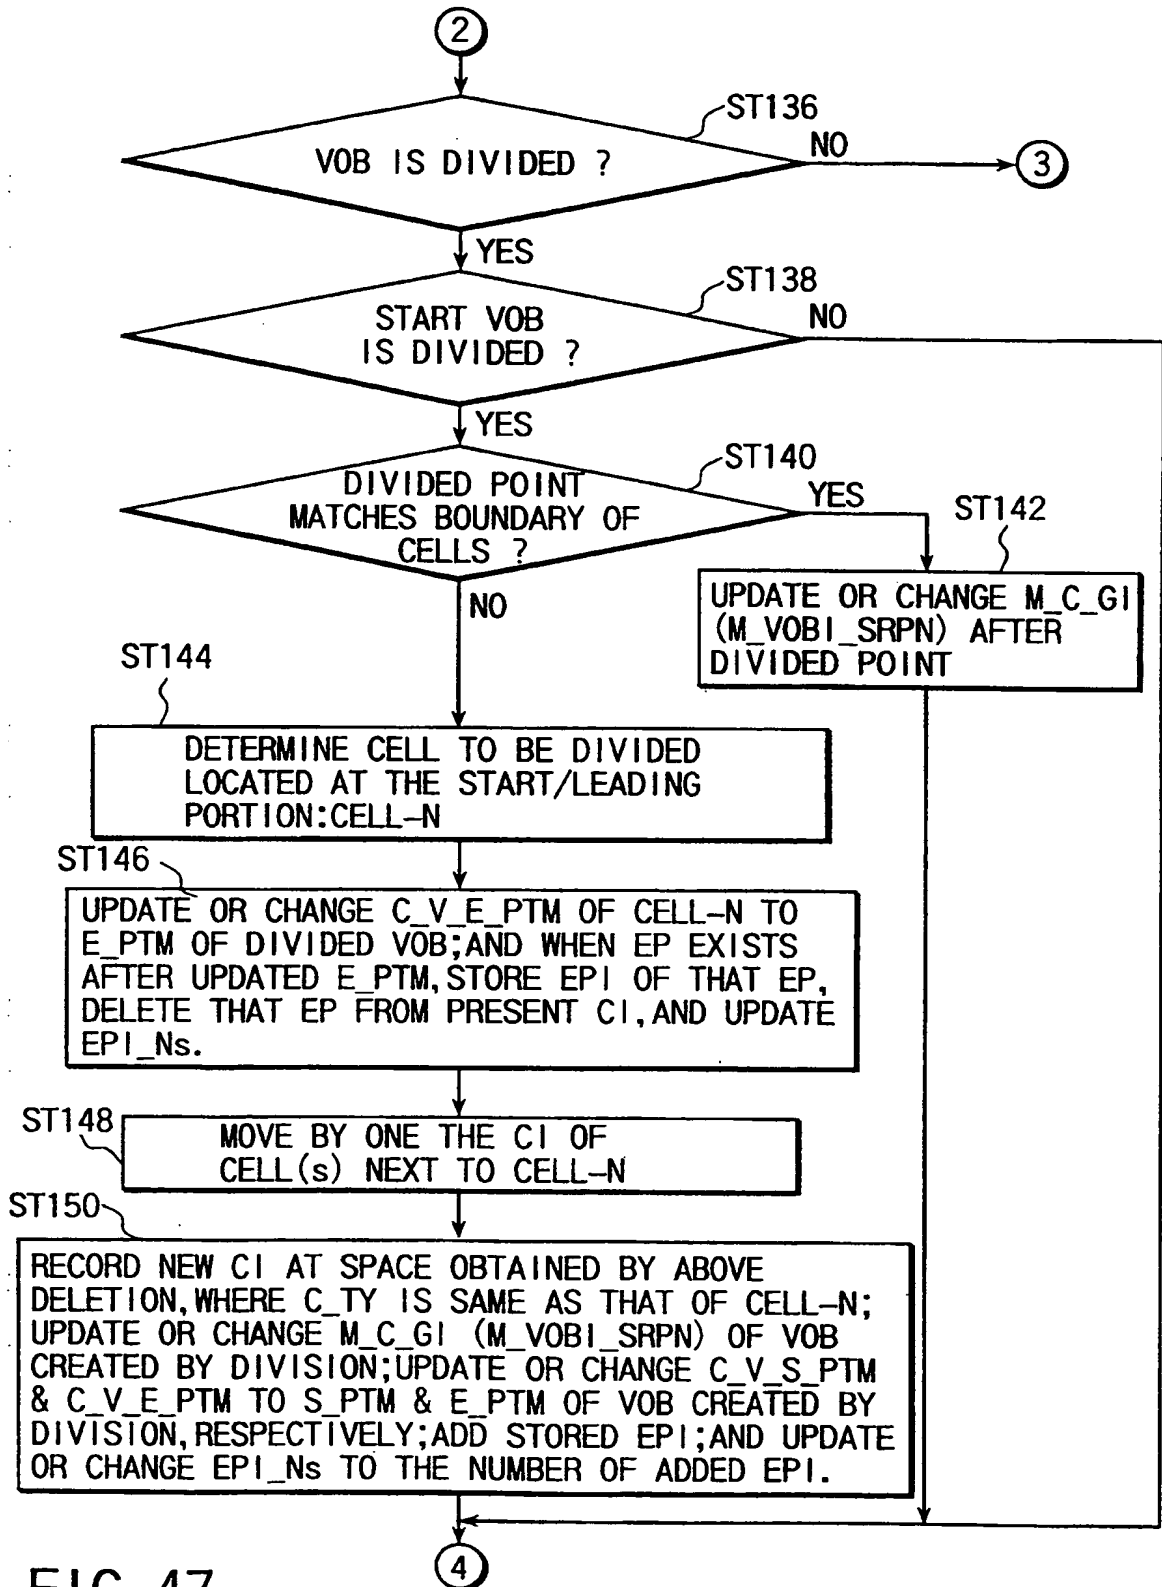 2
ST136
VOB IS DIVIDED ?
NO
3
YES
ST138
START VOB
IS DIVIDED ?
NO
YES
ST140
DIVIDED POINT
MATCHES BOUNDARY OF
CELLS ?
YES
ST142
NO
UPDATE OR CHANGE M_C_GI
(M_VOBI_SRPN) AFTER
DIVIDED POINT
ST144
DETERMINE CELL TO BE DIVIDED
LOCATED AT THE START/LEADING
PORTION:CELL-N
ST146
UPDATE OR CHANGE C_V_E_PTM OF CELL-N TO
E_PTM OF DIVIDED VOB;AND WHEN EP EXISTS
AFTER UPDATED E_PTM,STORE EPI OF THAT EP,
DELETE THAT EP FROM PRESENT CI,AND UPDATE
EPI_Ns.
ST148
MOVE BY ONE THE CI OF
CELL(s) NEXT TO CELL-N
ST150
RECORD NEW CI AT SPACE OBTAINED BY ABOVE
DELETION,WHERE C_TY IS SAME AS THAT OF CELL-N;
UPDATE OR CHANGE M_C_GI (M_VOBI_SRPN) OF VOB
CREATED BY DIVISION;UPDATE OR CHANGE C_V_S_PTM
& C_V_E_PTM TO S_PTM & E_PTM OF VOB CREATED BY
DIVISION,RESPECTIVELY;ADD STORED EPI;AND UPDATE
OR CHANGE EPI_Ns TO THE NUMBER OF ADDED EPI.
4
FIG.47